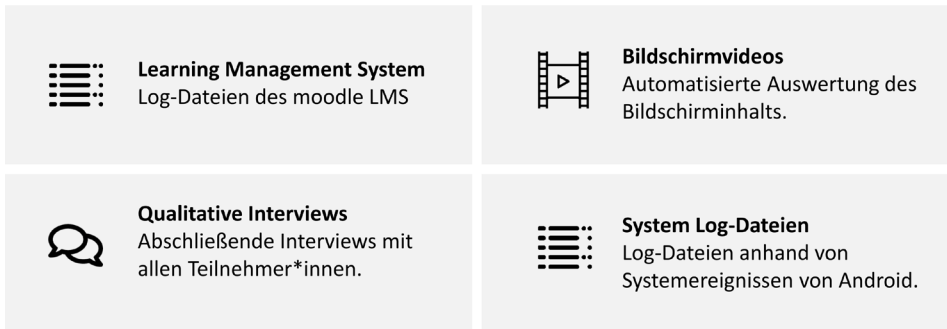 Learning Management System
Log-Dateien des moodle LMS
Bildschirmvideos
Automatisierte Auswertung des
Bildschirminhalts.
Qualitative Interviews
Abschließende Interviews mit
allen Teilnehmer*innen.
System Log-Dateien
Log-Dateien anhand von
Systemereignissen von Android.